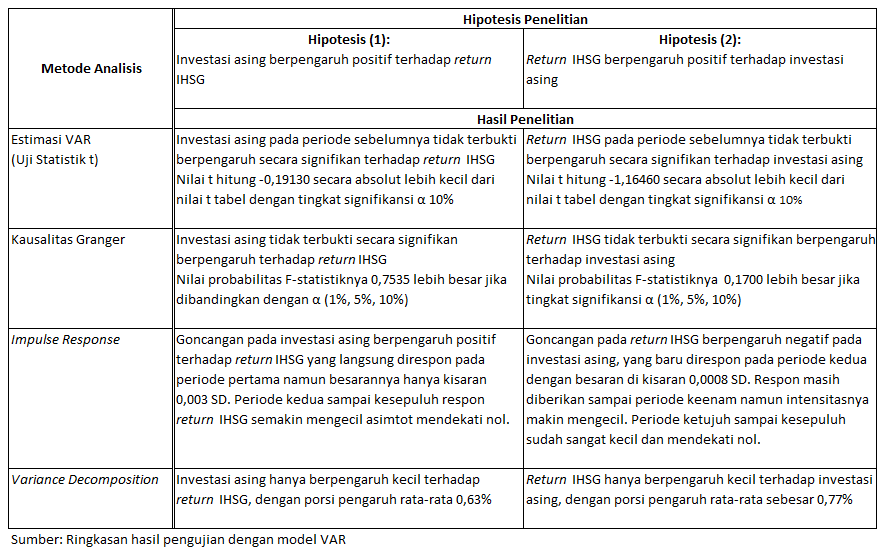 Metode Analisis
Hipotesis Penelitian
Hipotesis (1):
Investasi asing berpengaruh positif terhadap return
IHSG
Hipotesis (2):
Return IHSG berpengaruh positif terhadap investasi
asing
Hasil Penelitian
Estimasi VAR
(Uji Statistik t)
Investasi asing pada periode sebelumnya tidak terbukti
berpengaruh secara signifikan terhadap return IHSG
Nilai t hitung -0,19130 secara absolut lebih kecil dari
nilai t tabel dengan tingkat signifikansi α 10%
Return IHSG pada periode sebelumnya tidak terbukti
berpengaruh secara signifikan terhadap investasi asing
Nilai t hitung -1,16460 secara absolut lebih kecil dari
nilai t tabel dengan tingkat signifikansi α 10%
Kausalitas Granger
Investasi asing tidak terbukti secara signifikan
berpengaruh terhadap return IHSG
Nilai probabilitas F-statistiknya 0,7535 lebih besar jika
dibandingkan dengan α (1%, 5%, 10%)
Return IHSG tidak terbukti secara signifikan berpengaruh
terhadap investasi asing
Nilai probabilitas F-statistiknya 0,1700 lebih besar jika
tingkat signifikansi α (1%, 5%, 10%)
Impulse Response
Goncangan pada investasi asing berpengaruh positif
terhadap return IHSG yang langsung direspon pada
periode pertama namun besarannya hanya kisaran
0,003 SD. Periode kedua sampai kesepuluh respon
return IHSG semakin mengecil asimtot mendekati nol.
Goncangan pada return IHSG berpengaruh negatif pada
investasi asing, yang baru direspon pada periode kedua
dengan besaran di kisaran 0,0008 SD. Respon masih
diberikan sampai periode keenam namun intensitasnya
makin mengecil. Periode ketujuh sampai kesepuluh
sudah sangat kecil dan mendekati nol.
Variance Decomposition
Investasi asing hanya berpengaruh kecil terhadap
return IHSG, dengan porsi pengaruh rata-rata 0,63%
Return IHSG hanya berpengaruh kecil terhadap investasi
asing, dengan porsi pengaruh rata-rata sebesar 0,77%
Sumber: Ringkasan hasil pengujian dengan model VAR